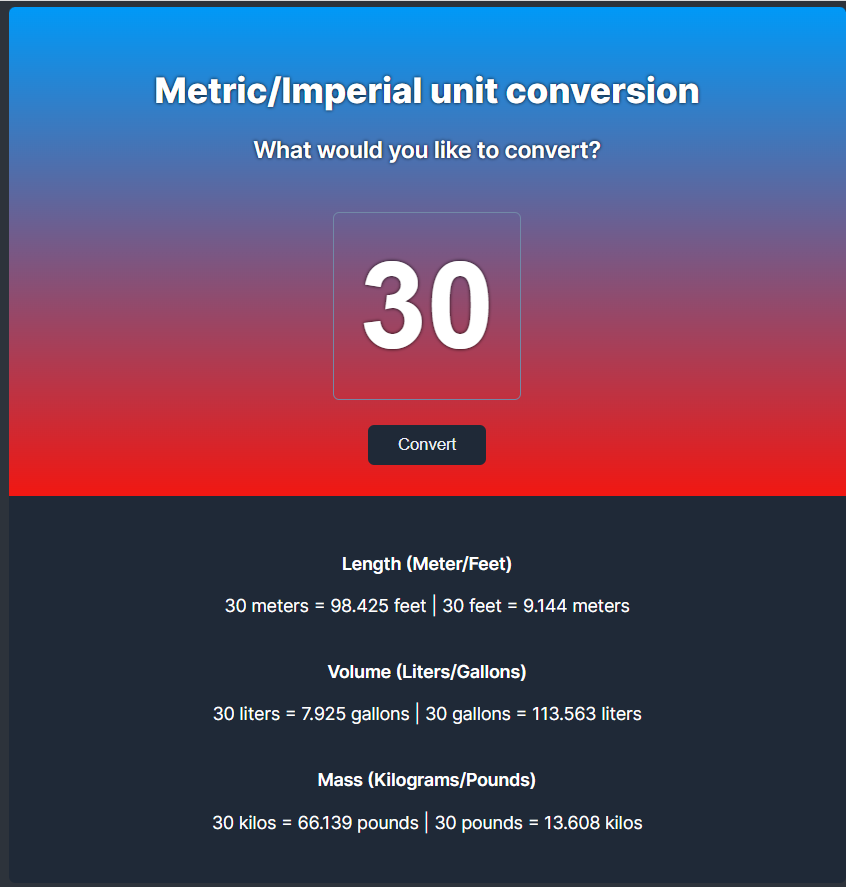 Metric/Imperial unit conversion
What would you like to convert?
30
Convert
Length (Meter/Feet)
30 meters = 98.425 feet | 30 feet = 9.144 meters
Volume (Liters/Gallons)
30 liters = 7.925 gallons | 30 gallons = 113.563 liters
Mass (Kilograms/Pounds)
30 kilos = 66.139 pounds | 30 pounds = 13.608 kilos